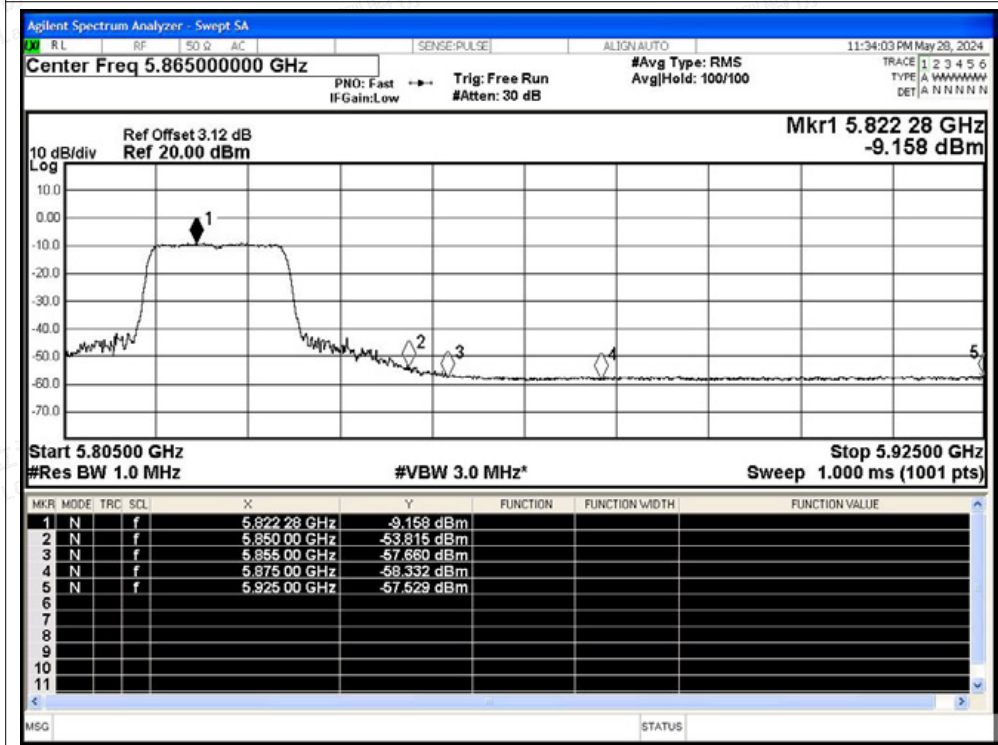 Agilent Spectrum Analyzer - Swept SA
RL RF 50 Ω AC SENSE:PULSE ALIGN AUTO 11:34:03 PM May 28, 2024
Center Freq 5.865000000 GHz
PNO: Fast
IFGain:Low
Trig: Free Run
#Atten: 30 dB
#Avg Type: RMS
Avg|Hold: 100/100
TRACE 1 2 3 4 5 6
TYPE A WWWWW
DET A N N N N N
Ref Offset 3.12 dB
10 dB/div Ref 20.00 dBm
Log
Mkr1 5.822 28 GHz
-9.158 dBm
10.0
0.00
-10.0
-20.0
-30.0
-40.0
-50.0
-60.0
-70.0
1
2
3
4
5
Start 5.80500 GHz Stop 5.92500 GHz
#Res BW 1.0 MHz #VBW 3.0 MHz* Sweep 1.000 ms (1001 pts)
MKR MODE TRC SCL X Y FUNCTION FUNCTION WIDTH FUNCTION VALUE
1 N f 5.822 28 GHz -9.158 dBm
2 N f 5.850 00 GHz -53.815 dBm
3 N f 5.855 00 GHz -57.660 dBm
4 N f 5.875 00 GHz -58.332 dBm
5 N f 5.925 00 GHz -57.529 dBm
6
7
8
9
10
11
MSG STATUS